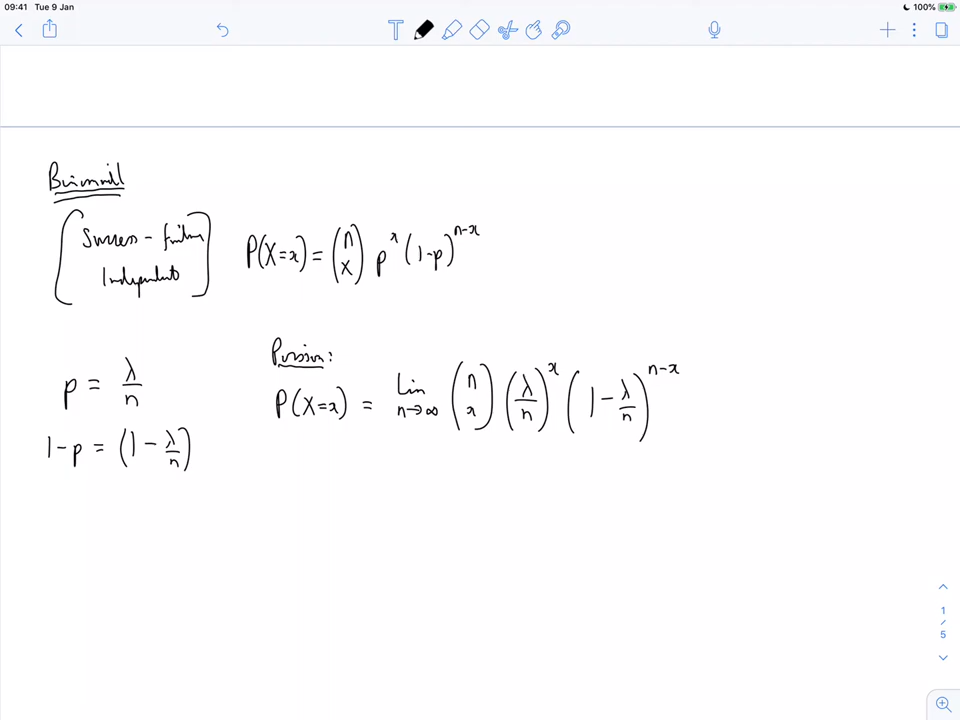 09:41 Tue 9 Jan
100%
T
Binomial
Success - failure
Independent
P(X=x) = (n x) p^x (1-p)^{n-x}
p = λ/n
1-p = (1 - λ/n)
Poisson:
P(X=x) = lim n→∞ (n x) (λ/n)^x (1 - λ/n)^{n-x}
1
/
5